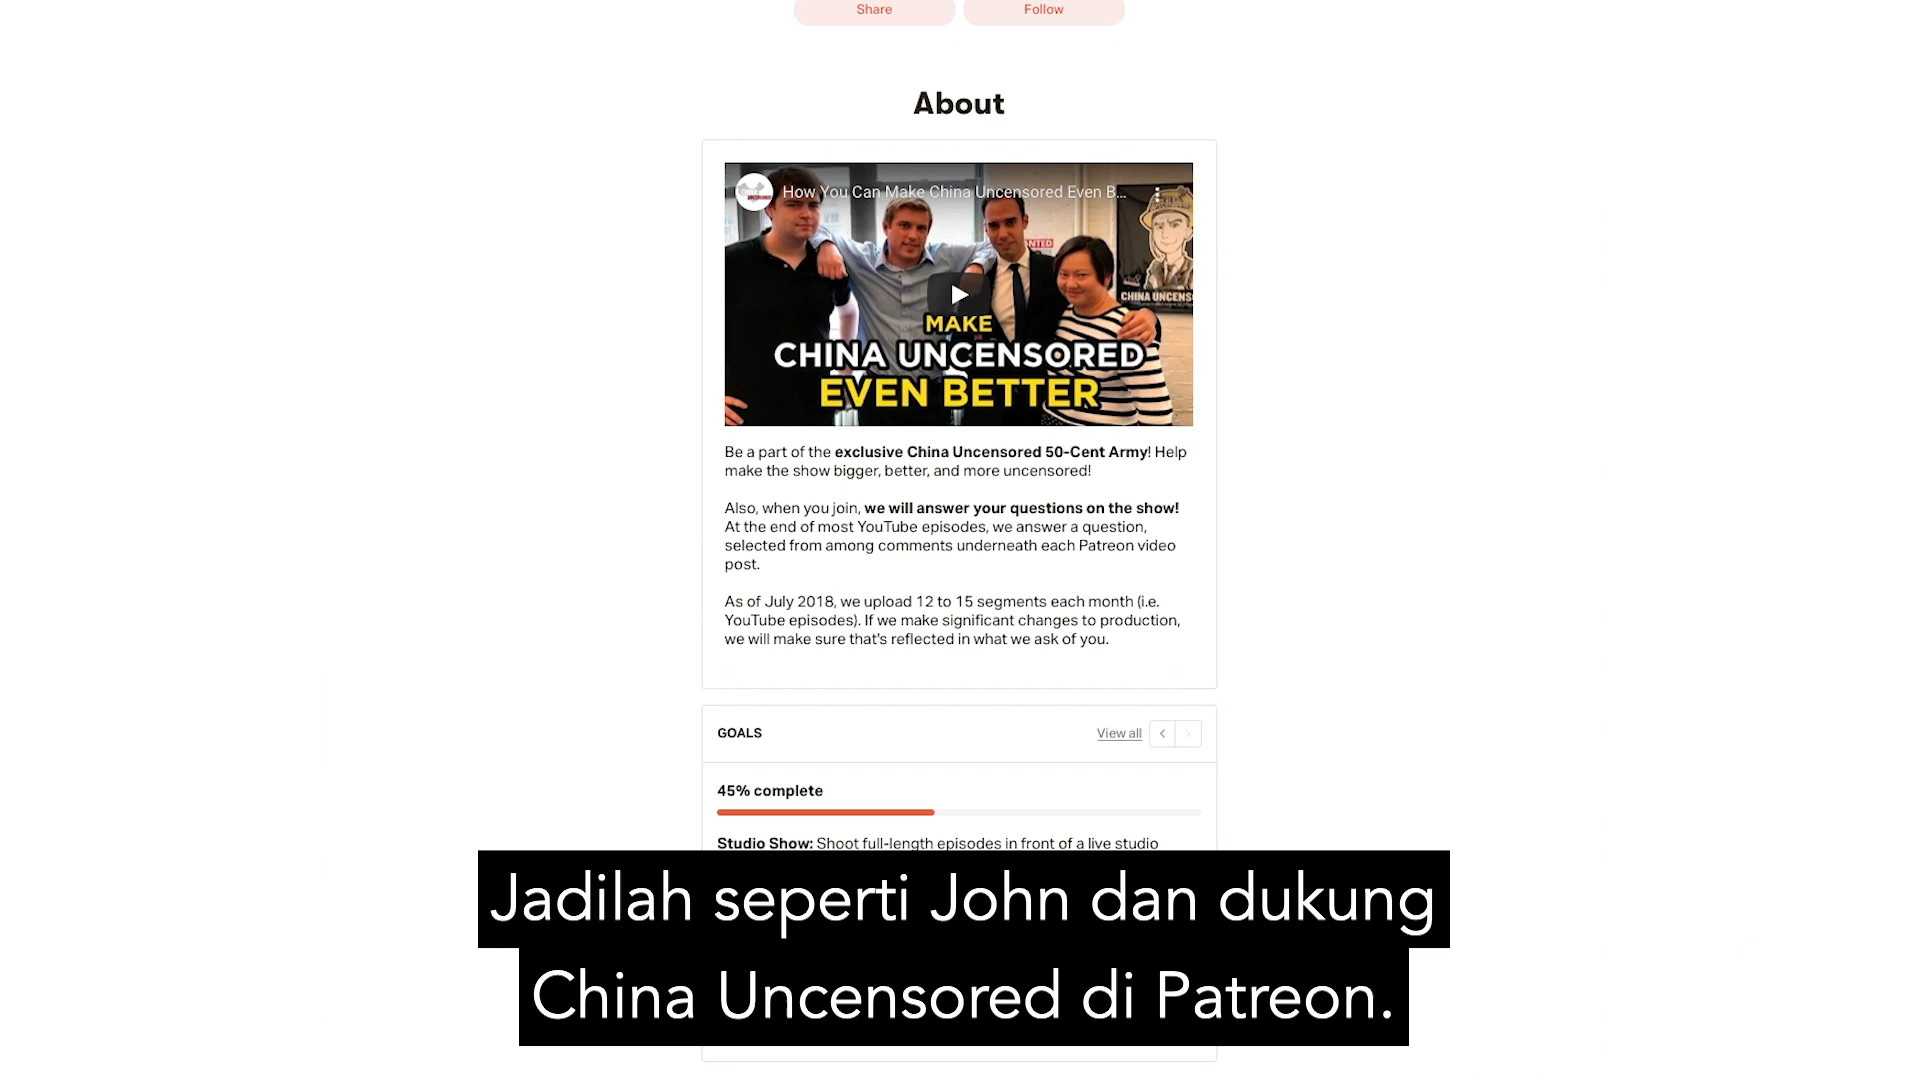 Share
Follow
About
How You Can Make China Uncensored Even B...
UNCENSORED
NTED
CHINA UNCENS
MAKE
CHINA UNCENSORED
EVEN BETTER
Be a part of the exclusive China Uncensored 50-Cent Army! Help
make the show bigger, better, and more uncensored!
Also, when you join, we will answer your questions on the show!
At the end of most YouTube episodes, we answer a question,
selected from among comments underneath each Patreon video
post.
As of July 2018, we upload 12 to 15 segments each month (i.e.
YouTube episodes). If we make significant changes to production,
we will make sure that's reflected in what we ask of you.
GOALS
View all
45% complete
Studio Show: Shoot full-length episodes in front of a live studio
Jadilah seperti John dan dukung
China Uncensored di Patreon.